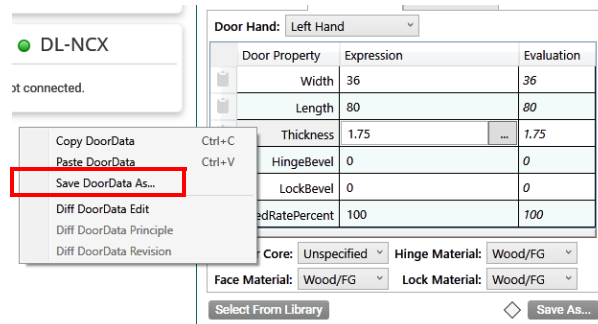 Door Hand: Left Hand
DL-NCX
ot connected.
Door Property Expression Evaluation
Width 36 36
Length 80 80
Thickness 1.75 ... 1.75
HingeBevel 0 0
LockBevel 0 0
edRatePercent 100 100
Copy DoorData Ctrl+C
Paste DoorData Ctrl+V
Save DoorData As...
Diff DoorData Edit
Diff DoorData Principle
Diff DoorData Revision
r Core: Unspecified Hinge Material: Wood/FG
Face Material: Wood/FG Lock Material: Wood/FG
Select From Library Save As...